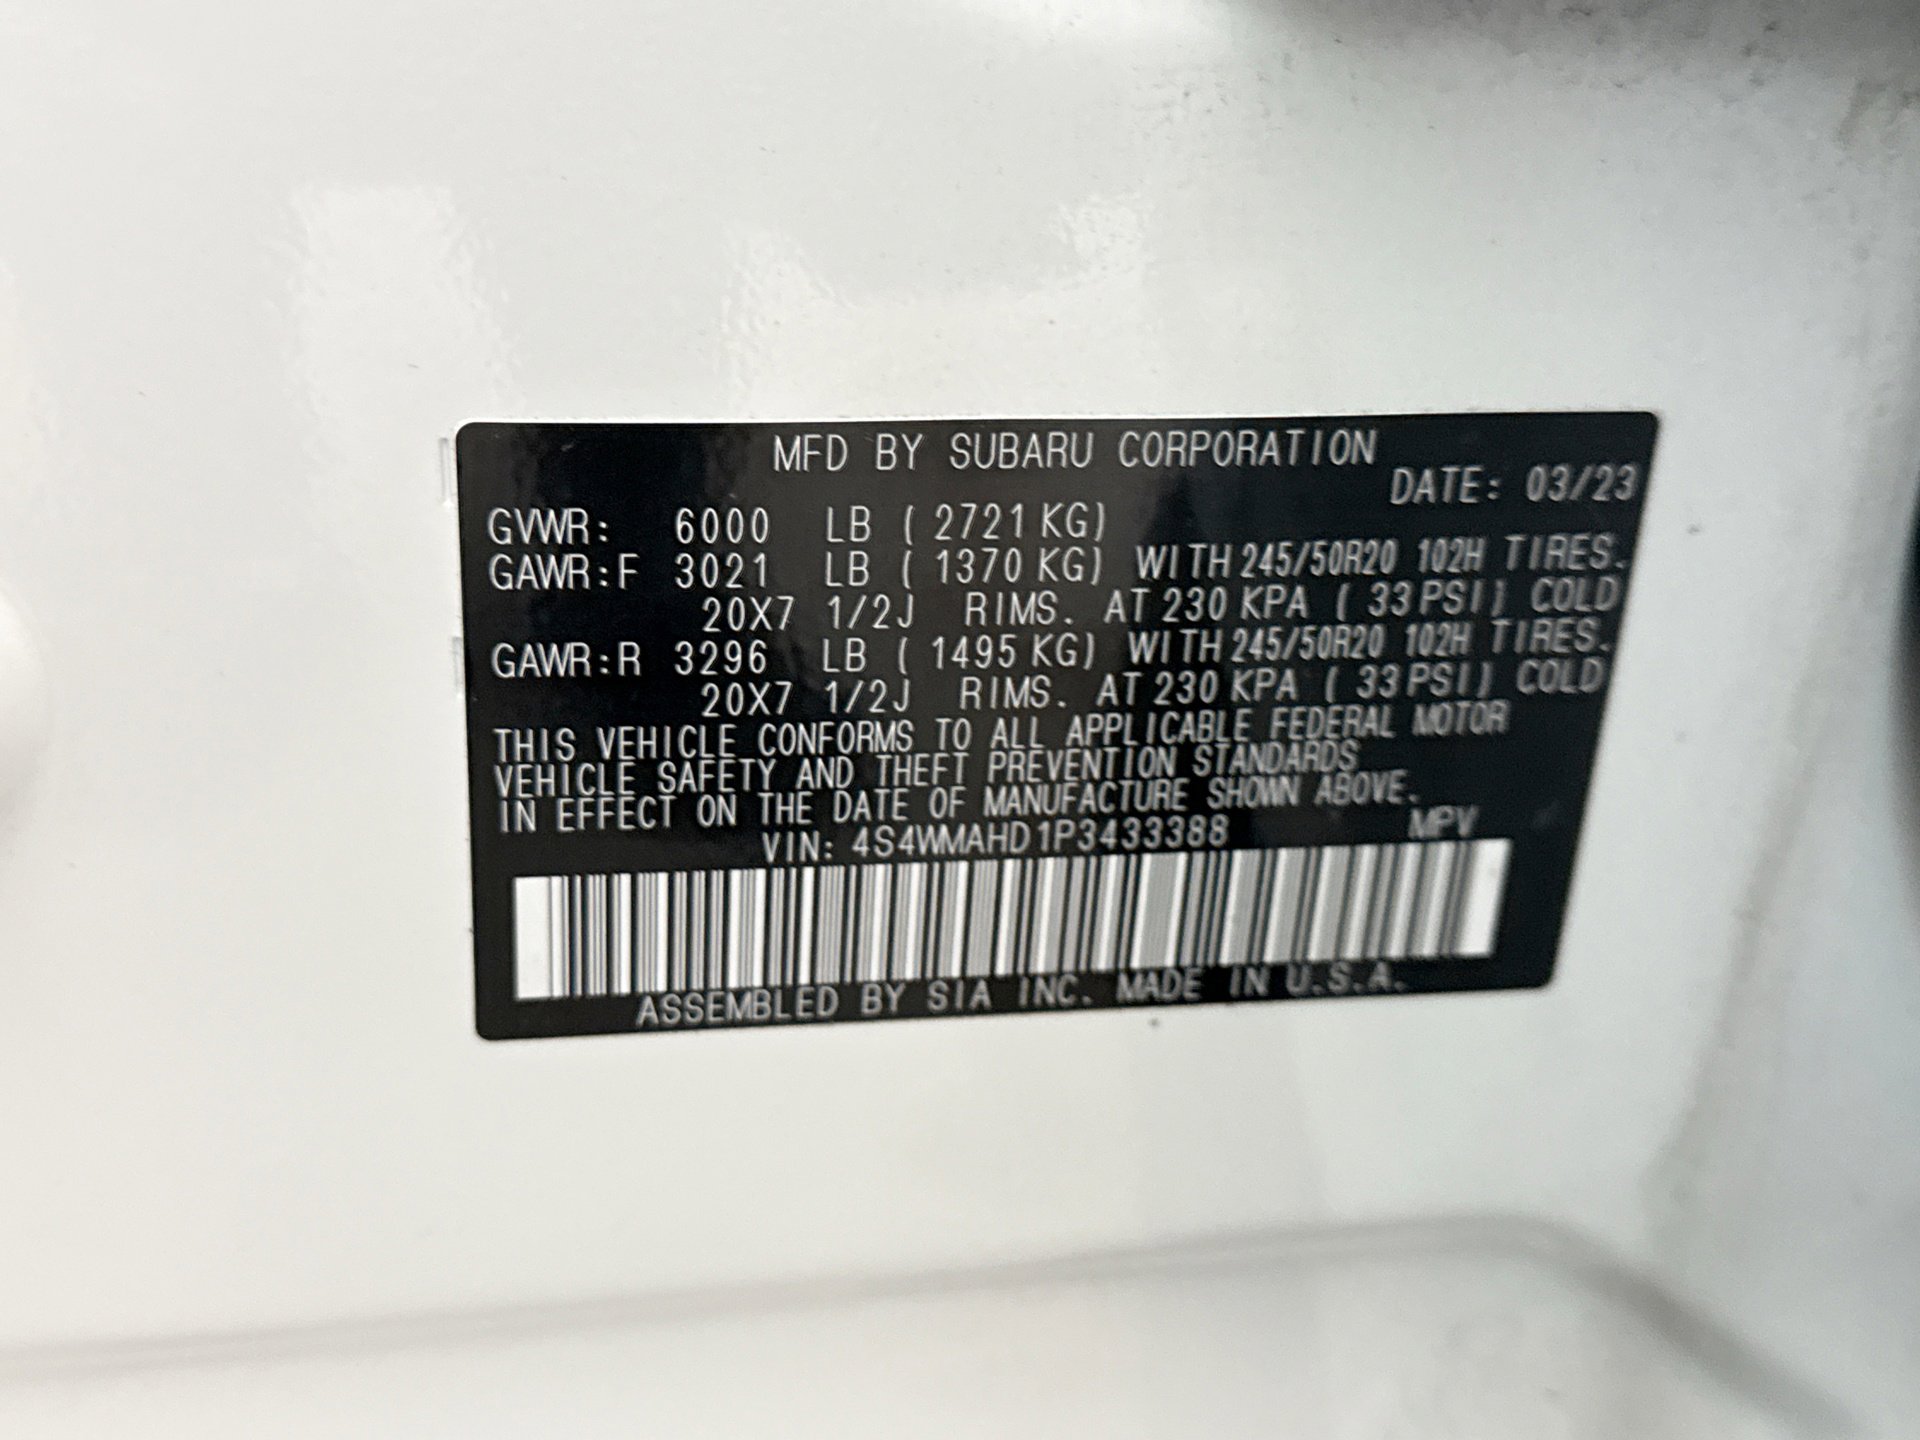 MFD BY SUBARU CORPORATION
DATE: 03/23
GVWR: 6000 LB ( 2721 KG)
GAWR:F 3021 LB ( 1370 KG) WITH 245/50R20 102H TIRES.
20X7 1/2J RIMS. AT 230 KPA ( 33 PSI) COLD
GAWR:R 3296 LB ( 1495 KG) WITH 245/50R20 102H TIRES.
20X7 1/2J RIMS. AT 230 KPA ( 33 PSI) COLD
THIS VEHICLE CONFORMS TO ALL APPLICABLE FEDERAL MOTOR
VEHICLE SAFETY AND THEFT PREVENTION STANDARDS
IN EFFECT ON THE DATE OF MANUFACTURE SHOWN ABOVE.
VIN: 4S4WMAHD1P3433388 MPV
ASSEMBLED BY SIA INC. MADE IN U.S.A.